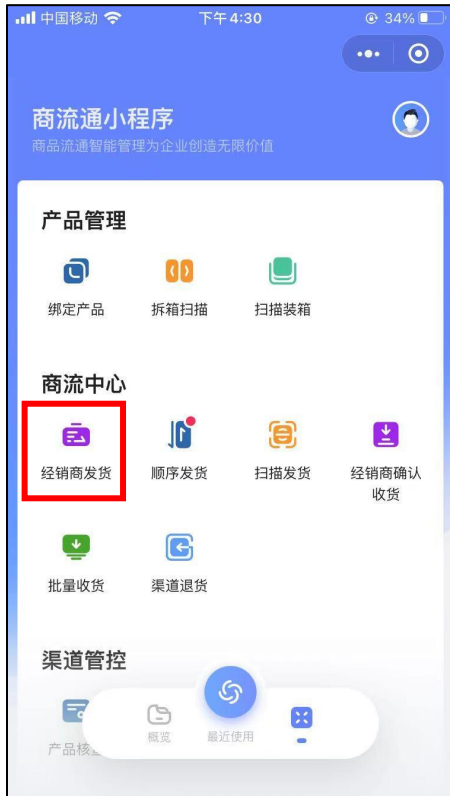 中国移动 下午4:30 34%
商流通小程序
商品流通智能管理为企业创造无限价值
产品管理
绑定产品 拆箱扫描 扫描装箱
商流中心
经销商发货 顺序发货 扫描发货 经销商确认
收货
批量收货 渠道退货
渠道管控
概览 最近使用
产品核